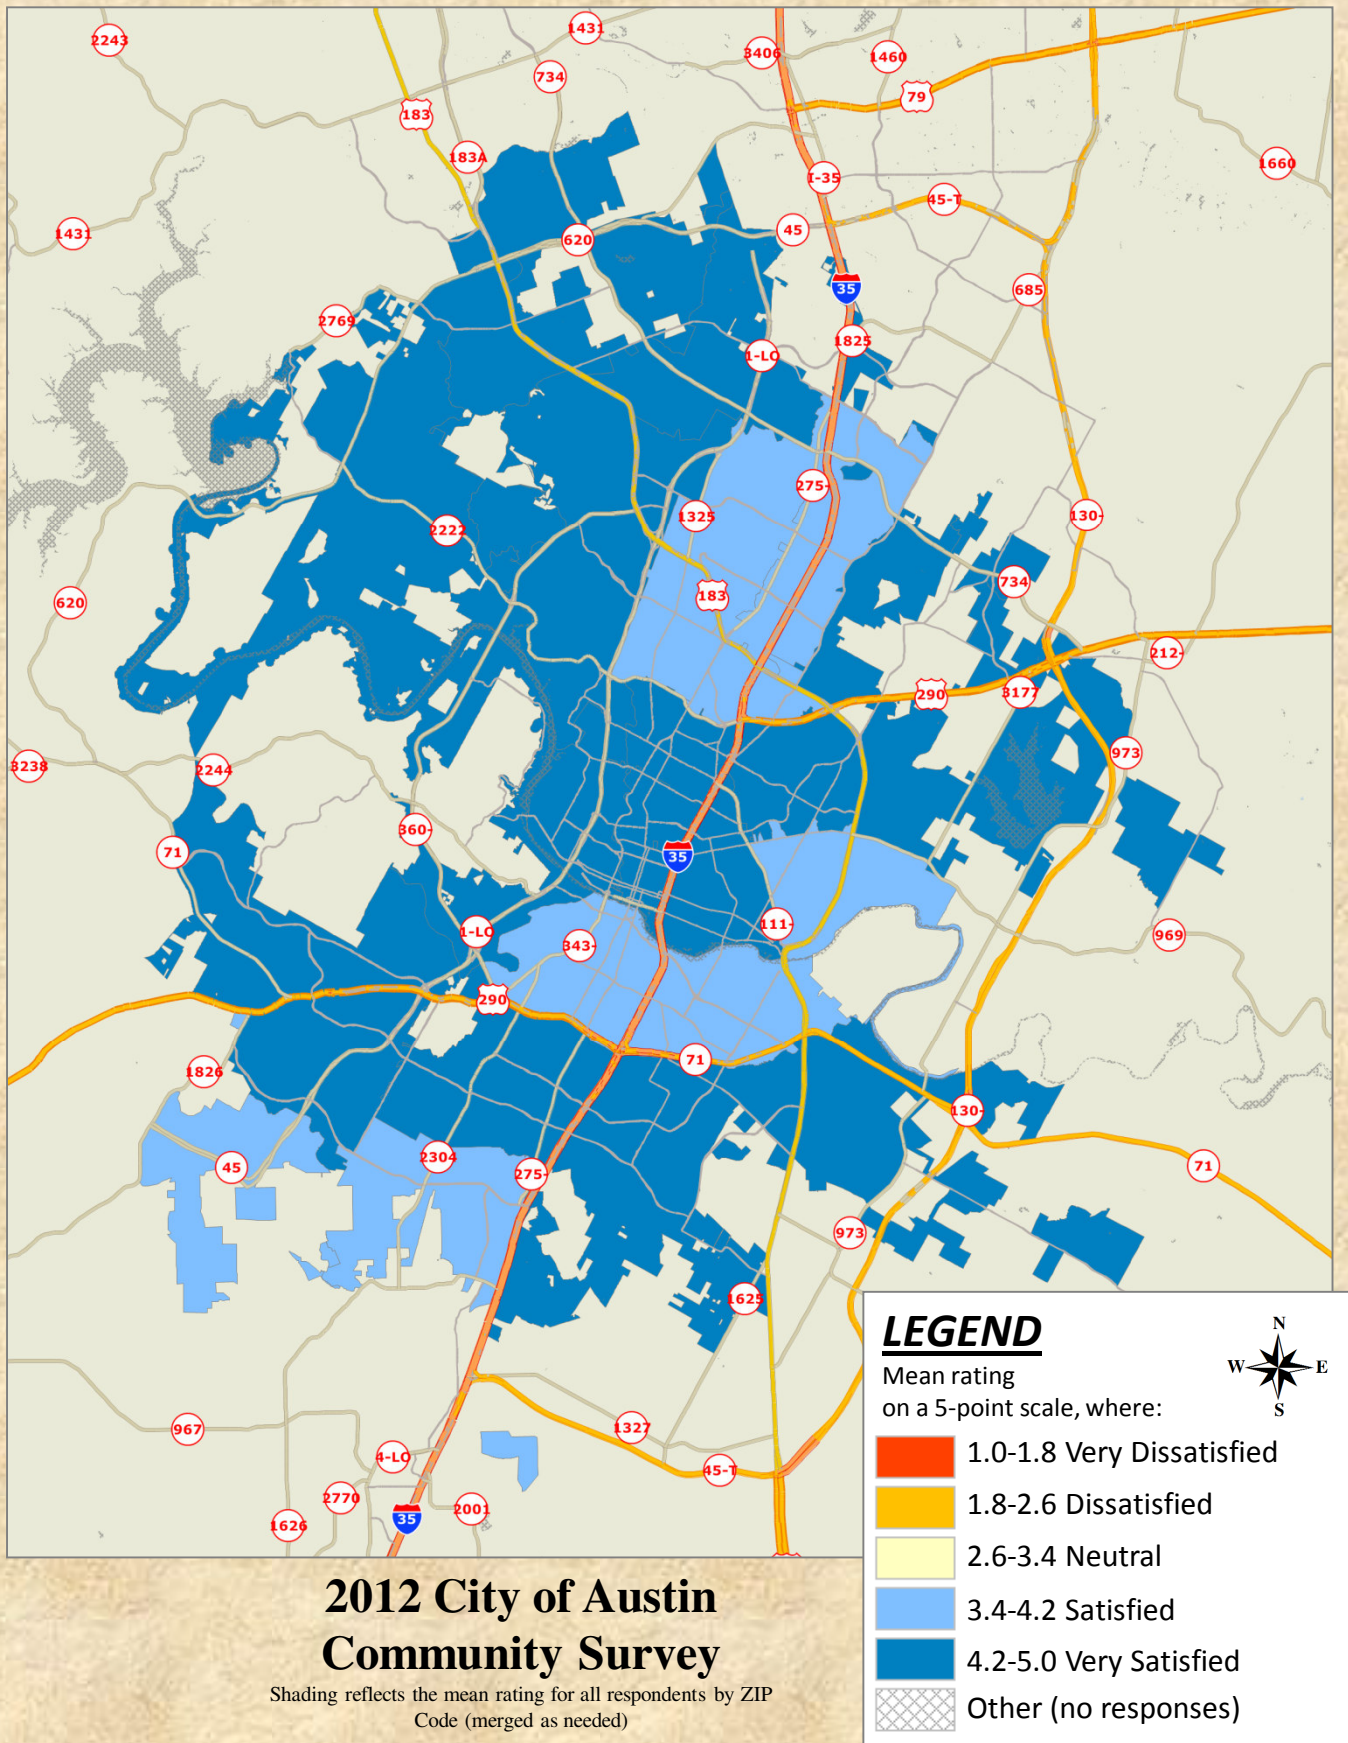 2243
1431
734
3406
1460
79
183
183A
I-35
1660
45-T
1431
620
45
685
35
2769
1825
1-LO
275-
1325
130-
2222
734
183
620
212-
290
3177
973
3238
2244
360-
71
35
111-
1-LO
343-
969
290
71
1826
130-
2304
45
275-
71
973
1625
967
1327
4-LO
45-T
2770
2001
1626
35
LEGEND
N
W E
S
Mean rating
on a 5-point scale, where:
1.0-1.8 Very Dissatisfied
1.8-2.6 Dissatisfied
2.6-3.4 Neutral
3.4-4.2 Satisfied
4.2-5.0 Very Satisfied
Other (no responses)
2012 City of Austin
Community Survey
Shading reflects the mean rating for all respondents by ZIP
Code (merged as needed)